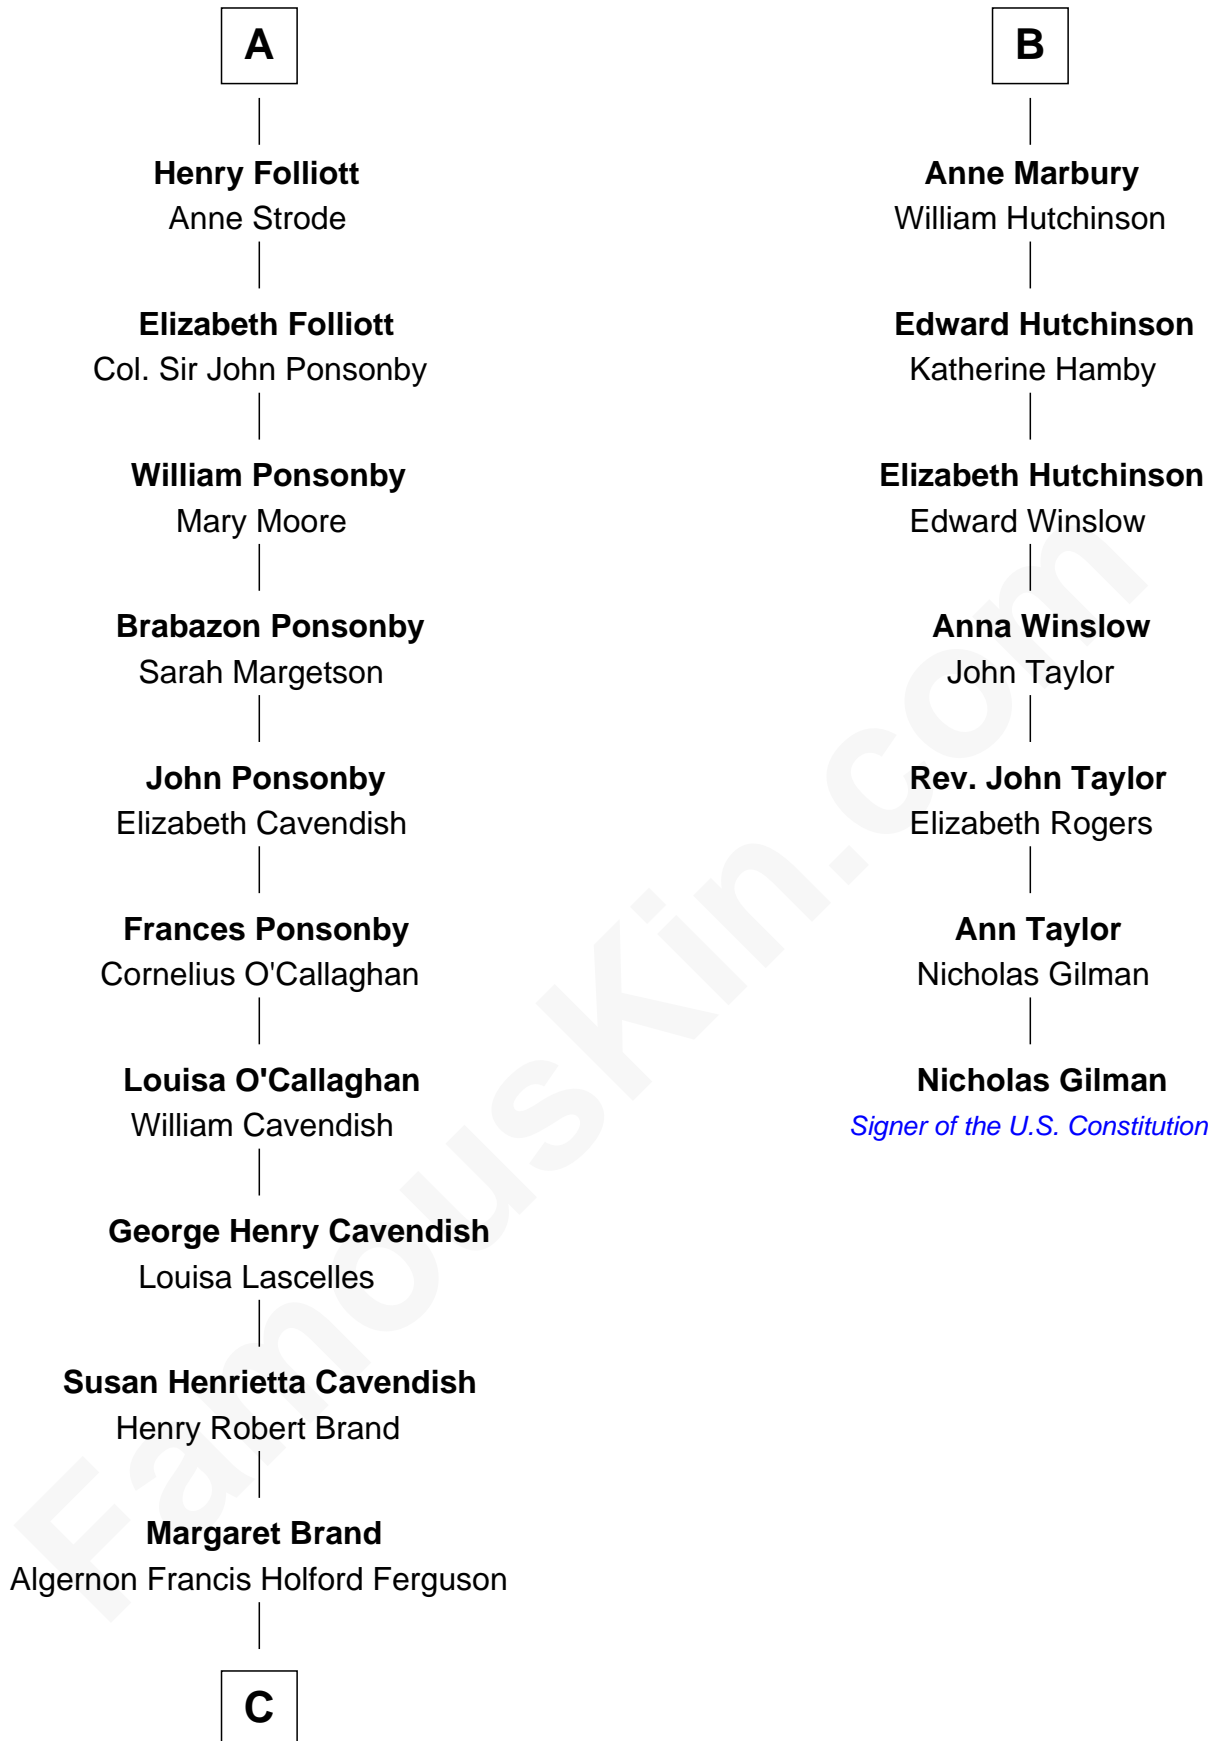 A
Henry Folliott
Anne Strode
Elizabeth Folliott
Col. Sir John Ponsonby
William Ponsonby
Mary Moore
Brabazon Ponsonby
Sarah Margetson
John Ponsonby
Elizabeth Cavendish
Frances Ponsonby
Cornelius O'Callaghan
Louisa O'Callaghan
William Cavendish
George Henry Cavendish
Louisa Lascelles
Susan Henrietta Cavendish
Henry Robert Brand
Margaret Brand
Algernon Francis Holford Ferguson
C
B
Anne Marbury
William Hutchinson
Edward Hutchinson
Katherine Hamby
Elizabeth Hutchinson
Edward Winslow
Anna Winslow
John Taylor
Rev. John Taylor
Elizabeth Rogers
Ann Taylor
Nicholas Gilman
Nicholas Gilman
Signer of the U.S. Constitution
FamousKin.com